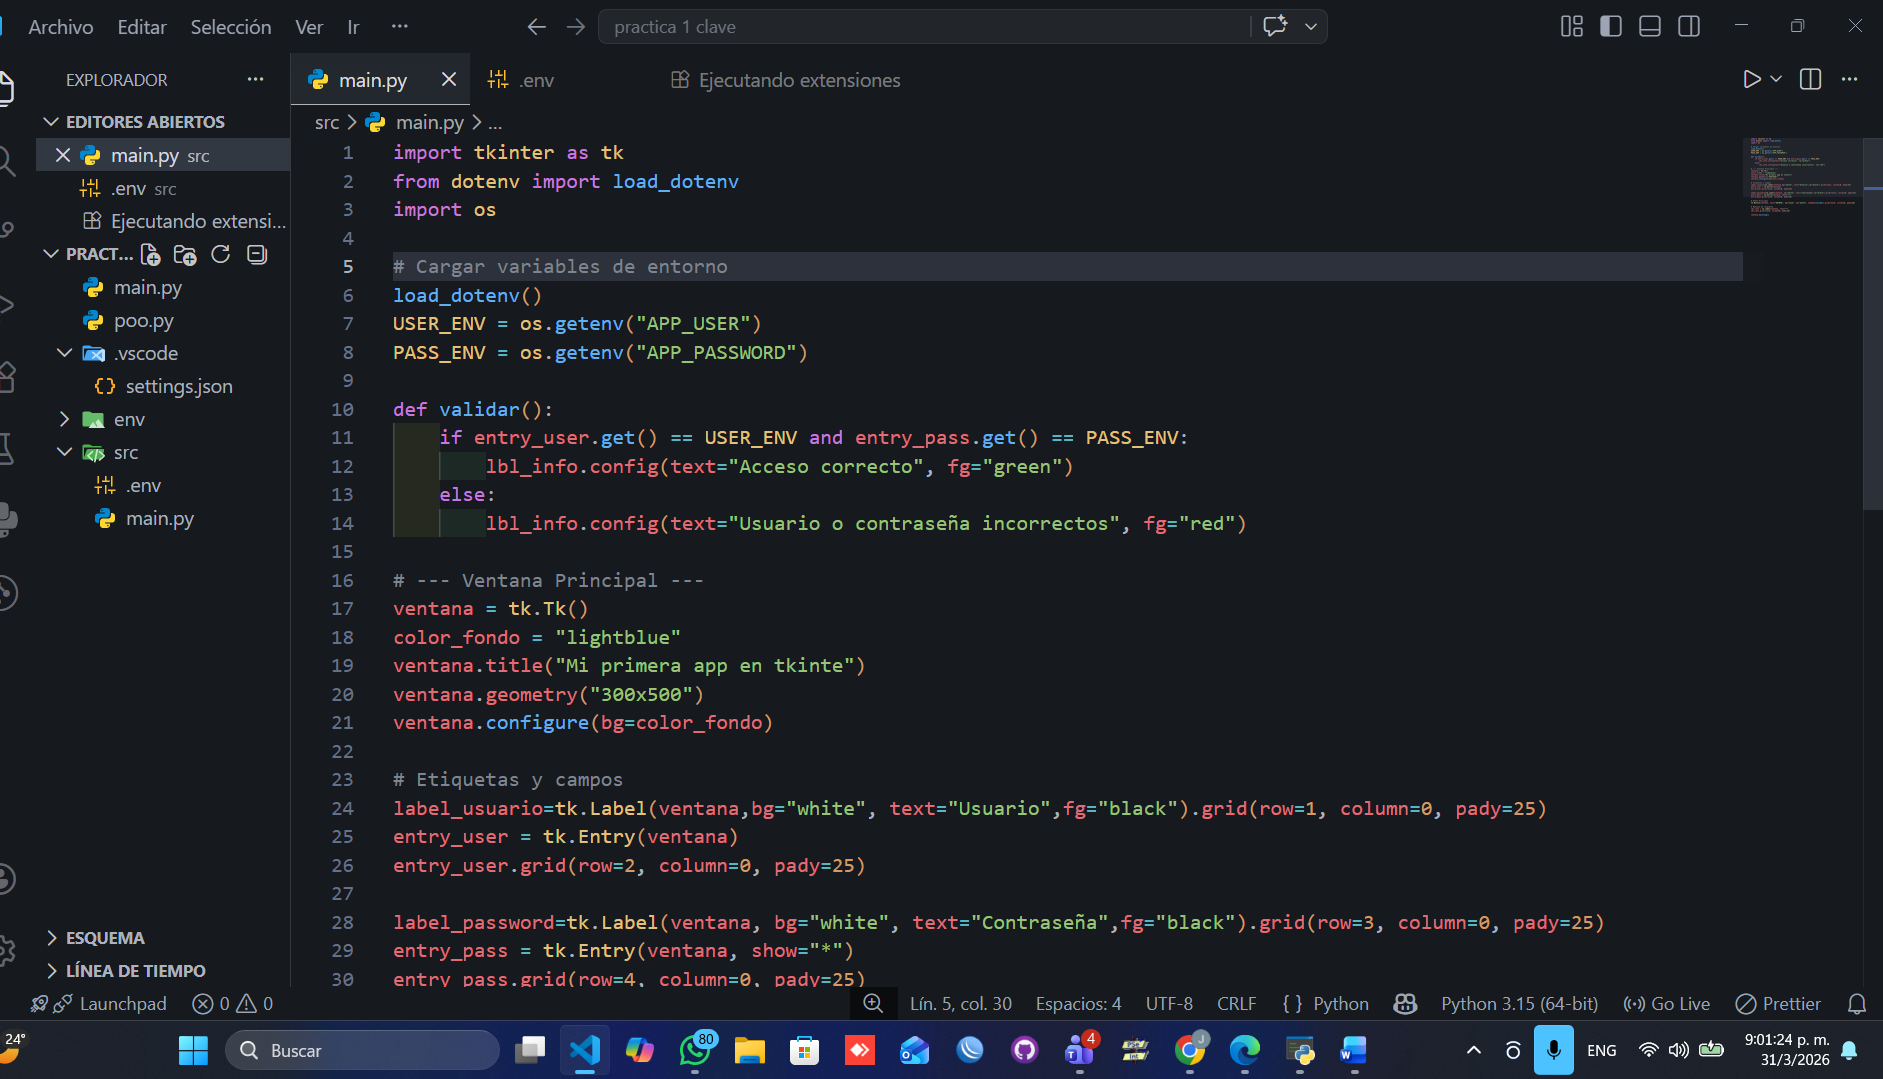 Archivo Editar Selección Ver Ir ...
practica 1 clave
EXPLORADOR ...
EDITORES ABIERTOS
main.py src
.env src
Ejecutando extensi...
PRACT...
main.py
poo.py
.vscode
settings.json
env
src
.env
main.py
ESQUEMA
LÍNEA DE TIEMPO
main.py
.env
Ejecutando extensiones
src > main.py > ...
1 import tkinter as tk
2 from dotenv import load_dotenv
3 import os
4
5 # Cargar variables de entorno
6 load_dotenv()
7 USER_ENV = os.getenv("APP_USER")
8 PASS_ENV = os.getenv("APP_PASSWORD")
9
10 def validar():
11     if entry_user.get() == USER_ENV and entry_pass.get() == PASS_ENV:
12         lbl_info.config(text="Acceso correcto", fg="green")
13     else:
14         lbl_info.config(text="Usuario o contraseña incorrectos", fg="red")
15
16 # --- Ventana Principal ---
17 ventana = tk.Tk()
18 color_fondo = "lightblue"
19 ventana.title("Mi primera app en tkinte")
20 ventana.geometry("300x500")
21 ventana.configure(bg=color_fondo)
22
23 # Etiquetas y campos
24 label_usuario=tk.Label(ventana,bg="white", text="Usuario",fg="black").grid(row=1, column=0, pady=25)
25 entry_user = tk.Entry(ventana)
26 entry_user.grid(row=2, column=0, pady=25)
27
28 label_password=tk.Label(ventana, bg="white", text="Contraseña",fg="black").grid(row=3, column=0, pady=25)
29 entry_pass = tk.Entry(ventana, show="*")
30 entry_pass.grid(row=4, column=0, pady=25)
Launchpad 0 0
Lín. 5, col. 30 Espacios: 4 UTF-8 CRLF { } Python Python 3.15 (64-bit) Go Live Prettier
24°
Buscar
80
4
J
ENG
9:01:24 p. m.
31/3/2026